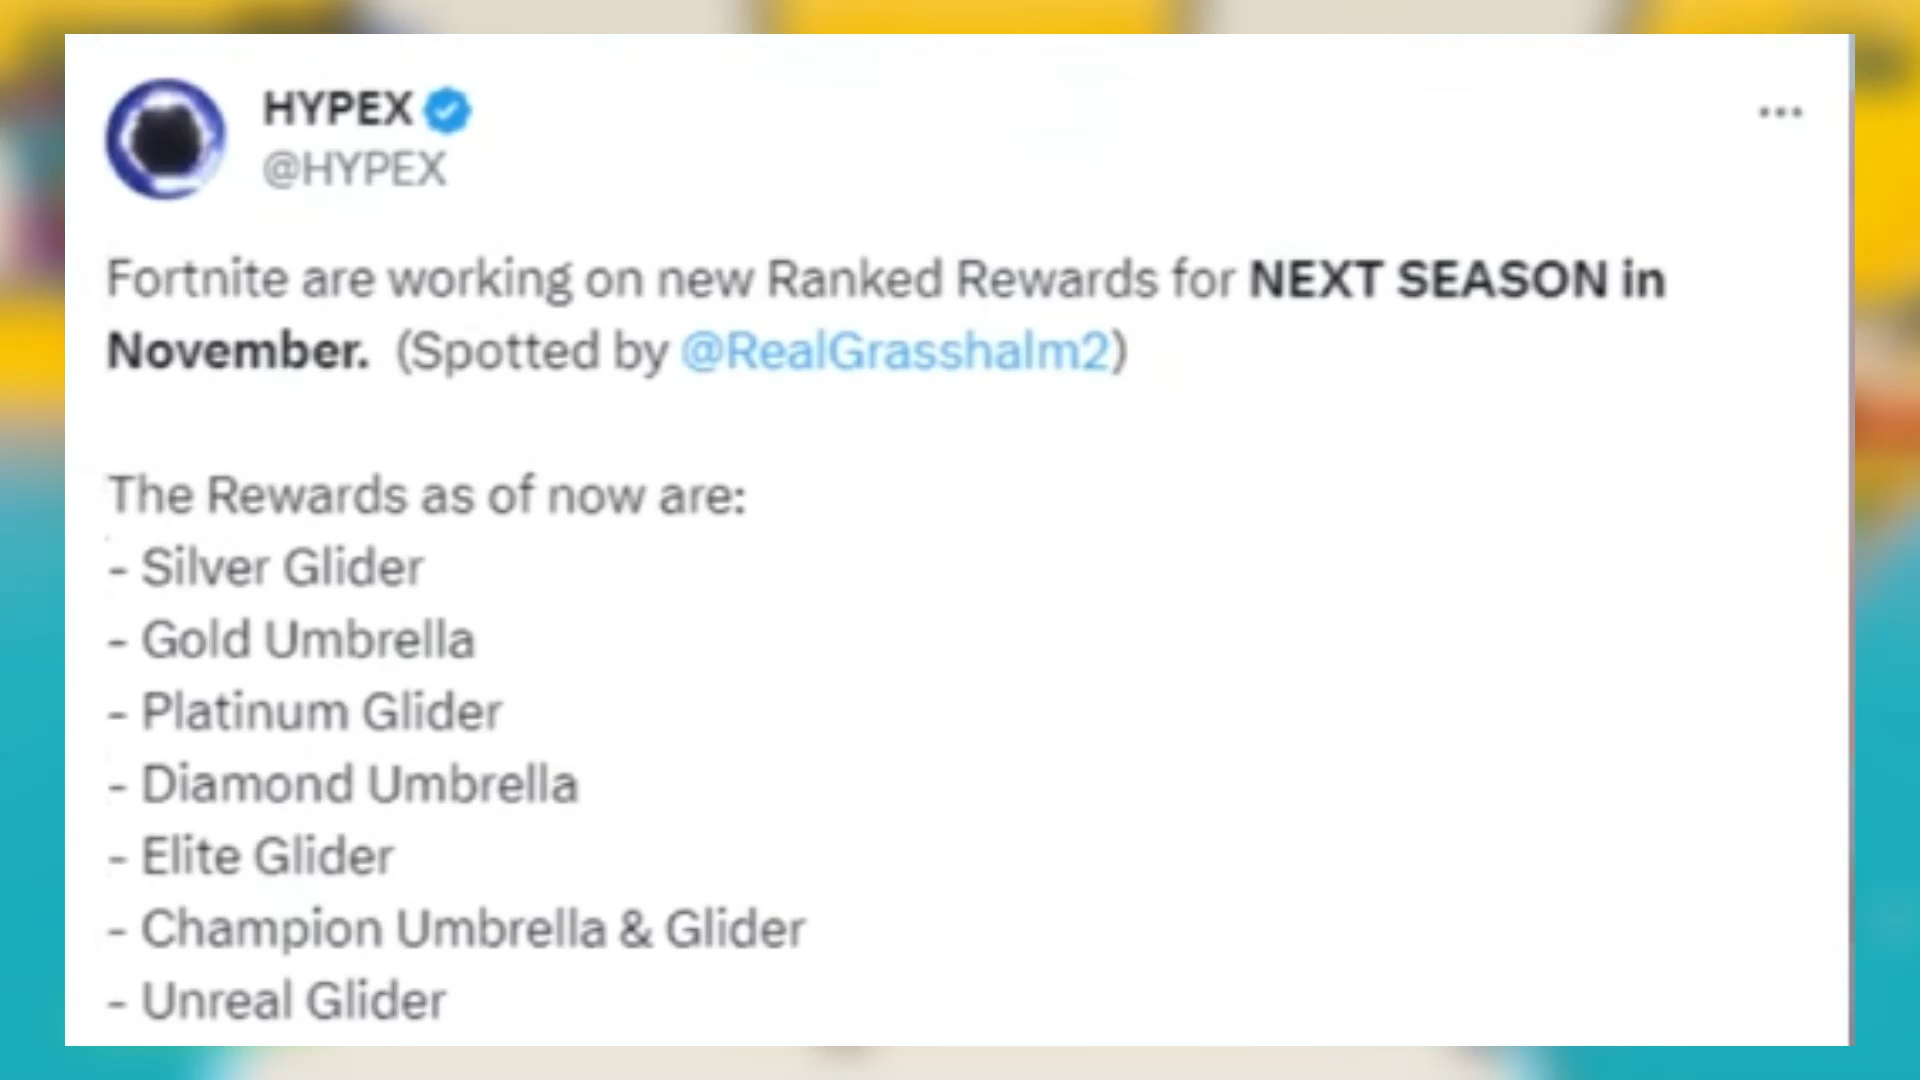 HYPEX
@HYPEX
Fortnite are working on new Ranked Rewards for NEXT SEASON in
November. (Spotted by @RealGrasshalm2)
The Rewards as of now are:
- Silver Glider
- Gold Umbrella
- Platinum Glider
- Diamond Umbrella
- Elite Glider
- Champion Umbrella & Glider
- Unreal Glider